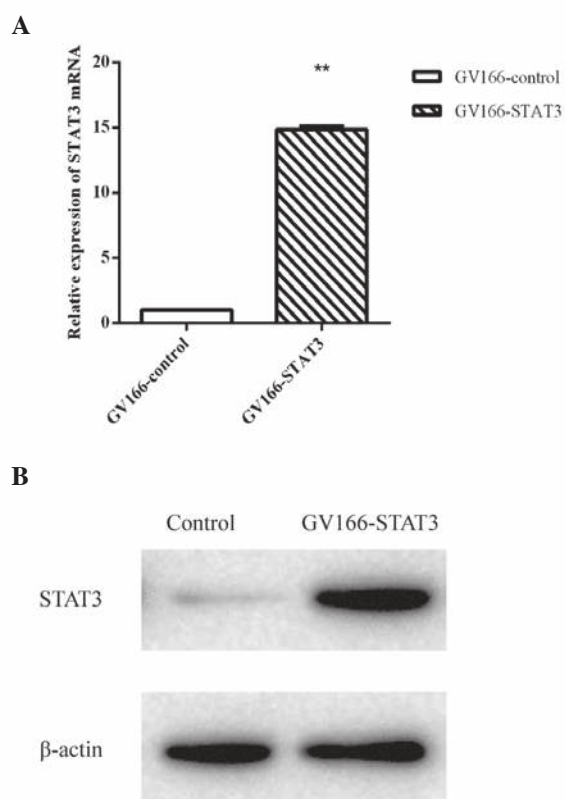 A
Relative expression of STAT3 mRNA
20
15
10
5
0
**
GV166-control
GV166-STAT3
GV166-control
GV166-STAT3
B
Control GV166-STAT3
STAT3
β-actin